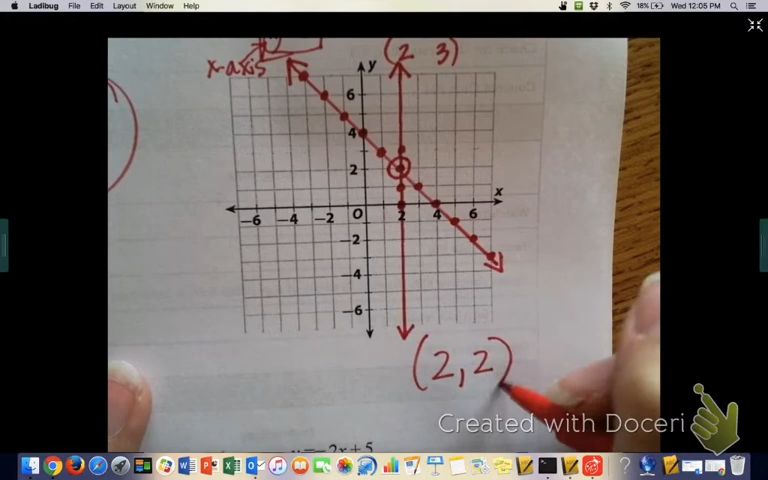 Ladibug File Edit Layout Window Help 18% Wed 12:05 PM
(2 3)
x-axis
y
6
4
2
x
-6 -4 -2 O 2 4 6
-2
-4
-6
(2,2)
Created with Doceri